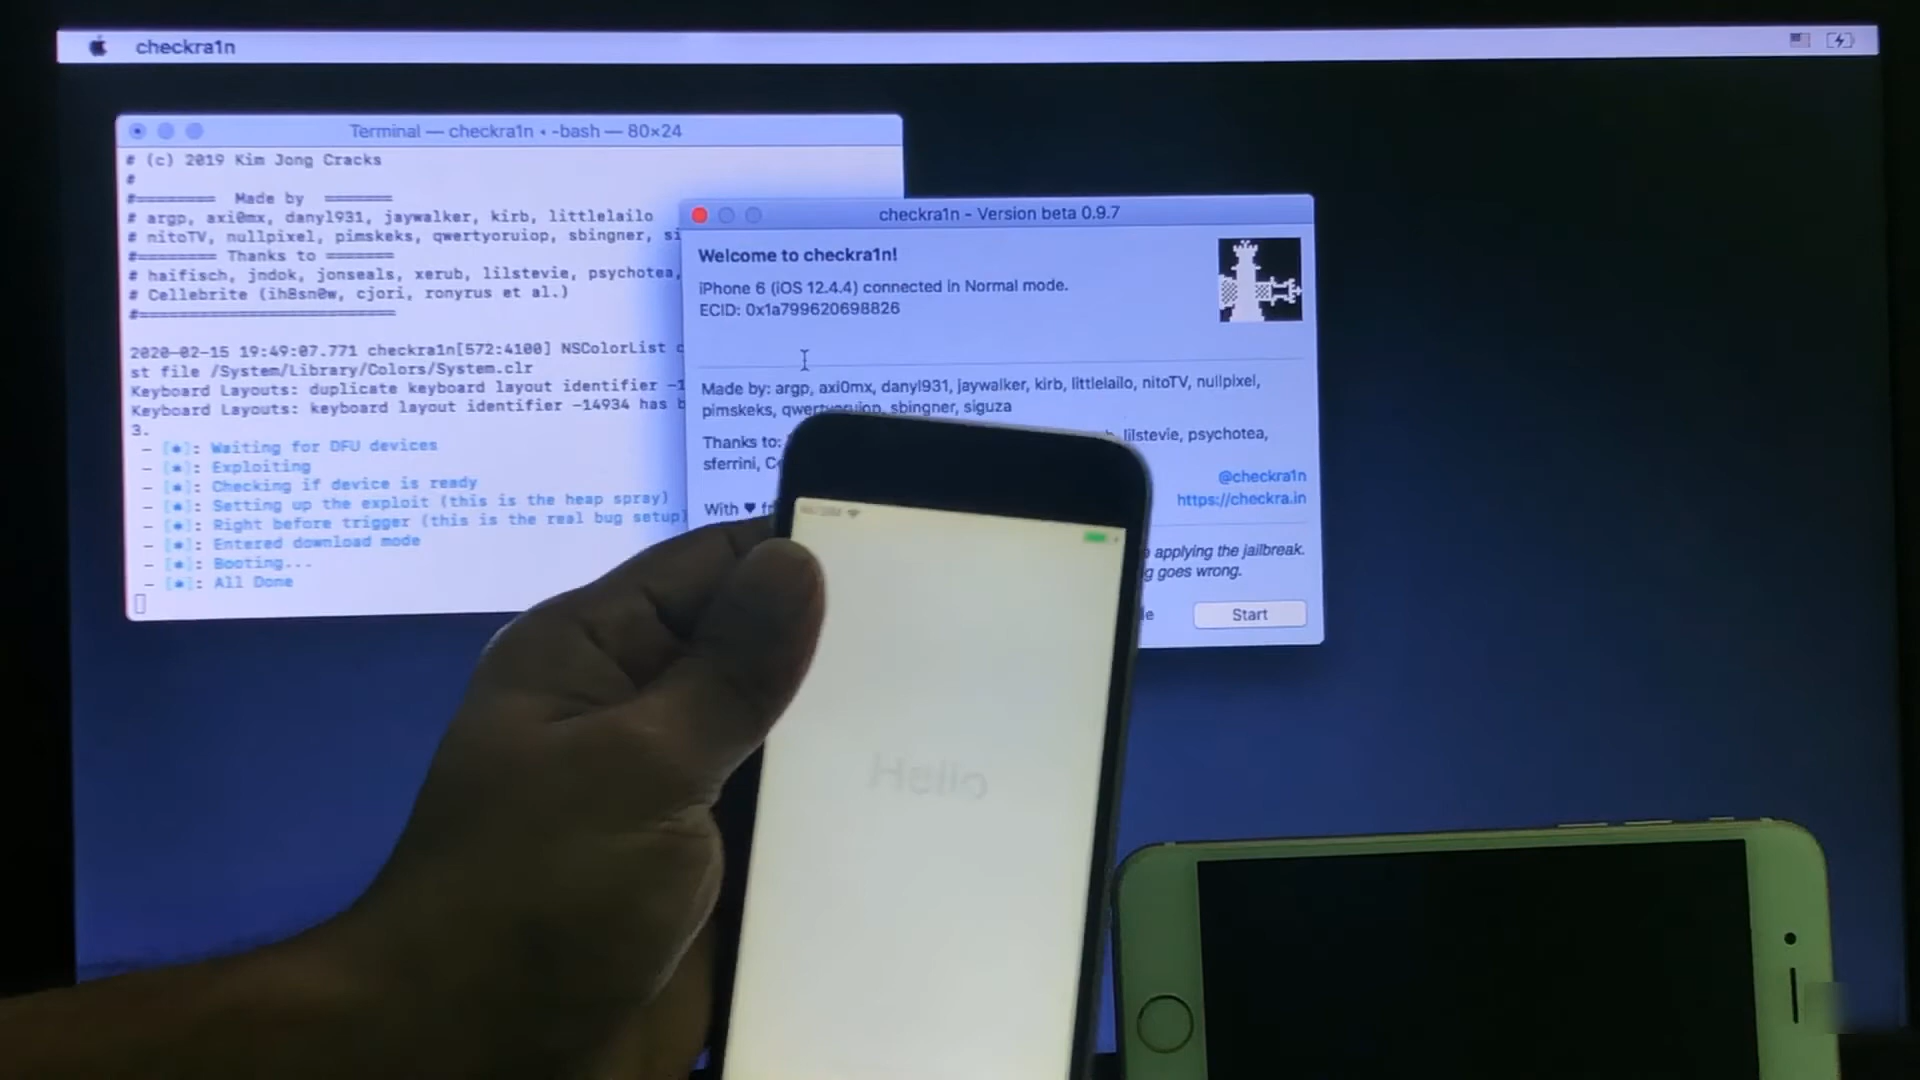 checkra1n
Terminal — checkra1n • -bash — 80×24
# (c) 2019 Kim Jong Cracks
#
#======== Made by =======
# argp, axi0mx, danyl931, jaywalker, kirb, littlelailo
# nitoTV, nullpixel, pimskeks, qwertyoruiop, sbingner, si
#======== Thanks to =======
# haifisch, jndok, jonseals, xerub, lilstevie, psychotea,
# Cellebrite (ih8sn0w, cjori, ronyrus et al.)
#==========================
2020-02-15 19:49:07.771 checkra1n[572:4100] NSColorList c
st file /System/Library/Colors/System.clr
Keyboard Layouts: duplicate keyboard layout identifier -1
Keyboard Layouts: keyboard layout identifier -14934 has b
3.
- [*]: Waiting for DFU devices
- [*]: Exploiting
- [*]: Checking if device is ready
- [*]: Setting up the exploit (this is the heap spray)
- [*]: Right before trigger (this is the real bug setup)
- [*]: Entered download mode
- [*]: Booting...
- [*]: All Done
checkra1n - Version beta 0.9.7
Welcome to checkra1n!
iPhone 6 (iOS 12.4.4) connected in Normal mode.
ECID: 0x1a799620698826
Made by: argp, axi0mx, danyl931, jaywalker, kirb, littlelailo, nitoTV, nullpixel,
pimskeks, qwertyoruiop, sbingner, siguza
Thanks to: lilstevie, psychotea,
sferrini, C
@checkra1n
https://checkra.in
With ♥ fr
applying the jailbreak.
g goes wrong.
Start
Hello